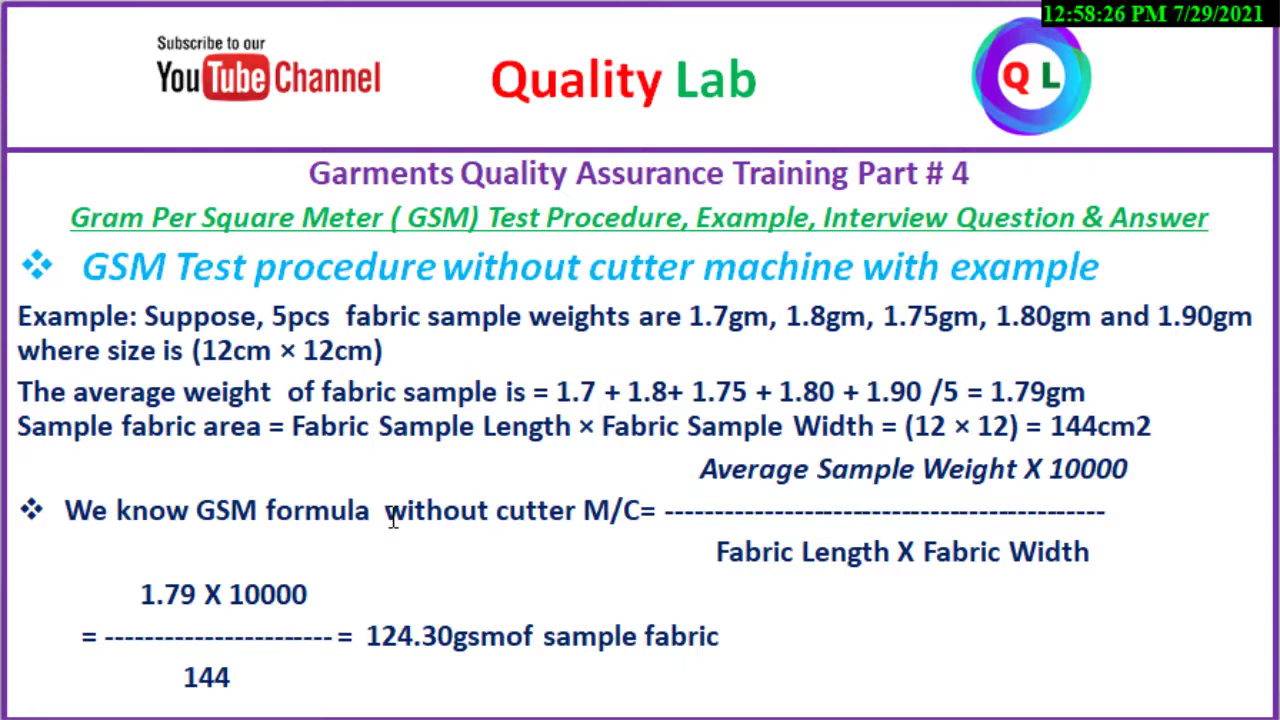 12:58:26 PM 7/29/2021
Subscribe to our
YouTube Channel
Quality Lab
Q L
Garments Quality Assurance Training Part # 4
Gram Per Square Meter ( GSM) Test Procedure, Example, Interview Question & Answer
❖ GSM Test procedure without cutter machine with example
Example: Suppose, 5pcs fabric sample weights are 1.7gm, 1.8gm, 1.75gm, 1.80gm and 1.90gm
where size is (12cm × 12cm)
The average weight of fabric sample is = 1.7 + 1.8+ 1.75 + 1.80 + 1.90 /5 = 1.79gm
Sample fabric area = Fabric Sample Length × Fabric Sample Width = (12 × 12) = 144cm2
Average Sample Weight X 10000
❖ We know GSM formula without cutter M/C= --------------------------------------------
Fabric Length X Fabric Width
1.79 X 10000
= ----------------------- = 124.30gsmof sample fabric
144